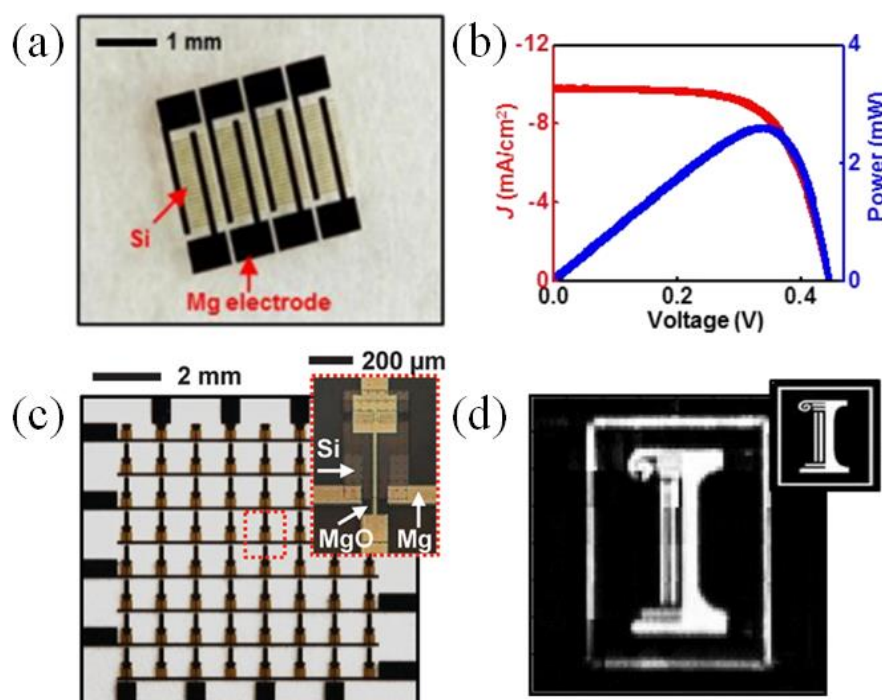 (a)
1 mm
Si
Mg electrode
(b)
-12
-8
-4
0
J (mA/cm²)
4
2
0
Power (mW)
0.0 0.2 0.4
Voltage (V)
(c)
2 mm
200 μm
Si
MgO
Mg
(d)